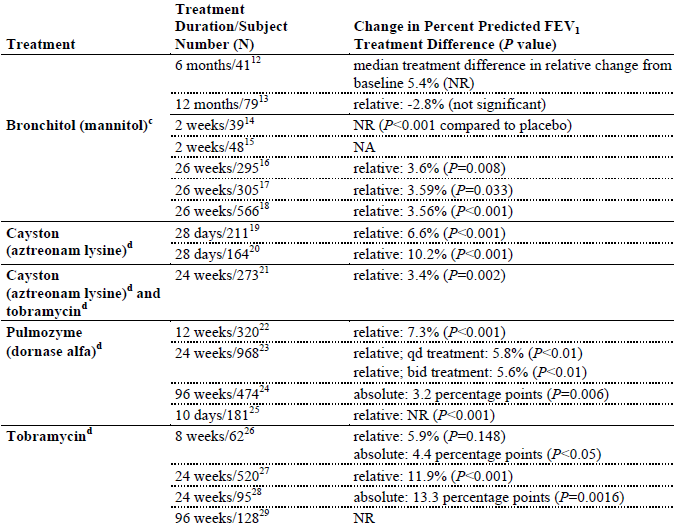 Treatment Treatment Duration/Subject Number (N) Change in Percent Predicted FEV1 Treatment Difference (P value)
6 months/41¹² median treatment difference in relative change from
baseline 5.4% (NR)
12 months/79¹³ relative: -2.8% (not significant)
Bronchitol (mannitol)ᶜ 2 weeks/39¹⁴ NR (P<0.001 compared to placebo)
2 weeks/48¹⁵ NA
26 weeks/295¹⁶ relative: 3.6% (P=0.008)
26 weeks/305¹⁷ relative: 3.59% (P=0.033)
26 weeks/566¹⁸ relative: 3.56% (P<0.001)
Cayston 28 days/211¹⁹ relative: 6.6% (P<0.001)
(aztreonam lysine)ᵈ 28 days/164²⁰ relative: 10.2% (P<0.001)
Cayston 24 weeks/273²¹ relative: 3.4% (P=0.002)
(aztreonam lysine)ᵈ and
tobramycinᵈ
Pulmozyme 12 weeks/320²² relative: 7.3% (P<0.001)
(dornase alfa)ᵈ 24 weeks/968²³ relative; qd treatment: 5.8% (P<0.01)
relative; bid treatment: 5.6% (P<0.01)
96 weeks/474²⁴ absolute: 3.2 percentage points (P=0.006)
10 days/181²⁵ relative: NR (P<0.001)
Tobramycinᵈ 8 weeks/62²⁶ relative: 5.9% (P=0.148)
absolute: 4.4 percentage points (P<0.05)
24 weeks/520²⁷ relative: 11.9% (P<0.001)
24 weeks/95²⁸ absolute: 13.3 percentage points (P=0.0016)
96 weeks/128²⁹ NR